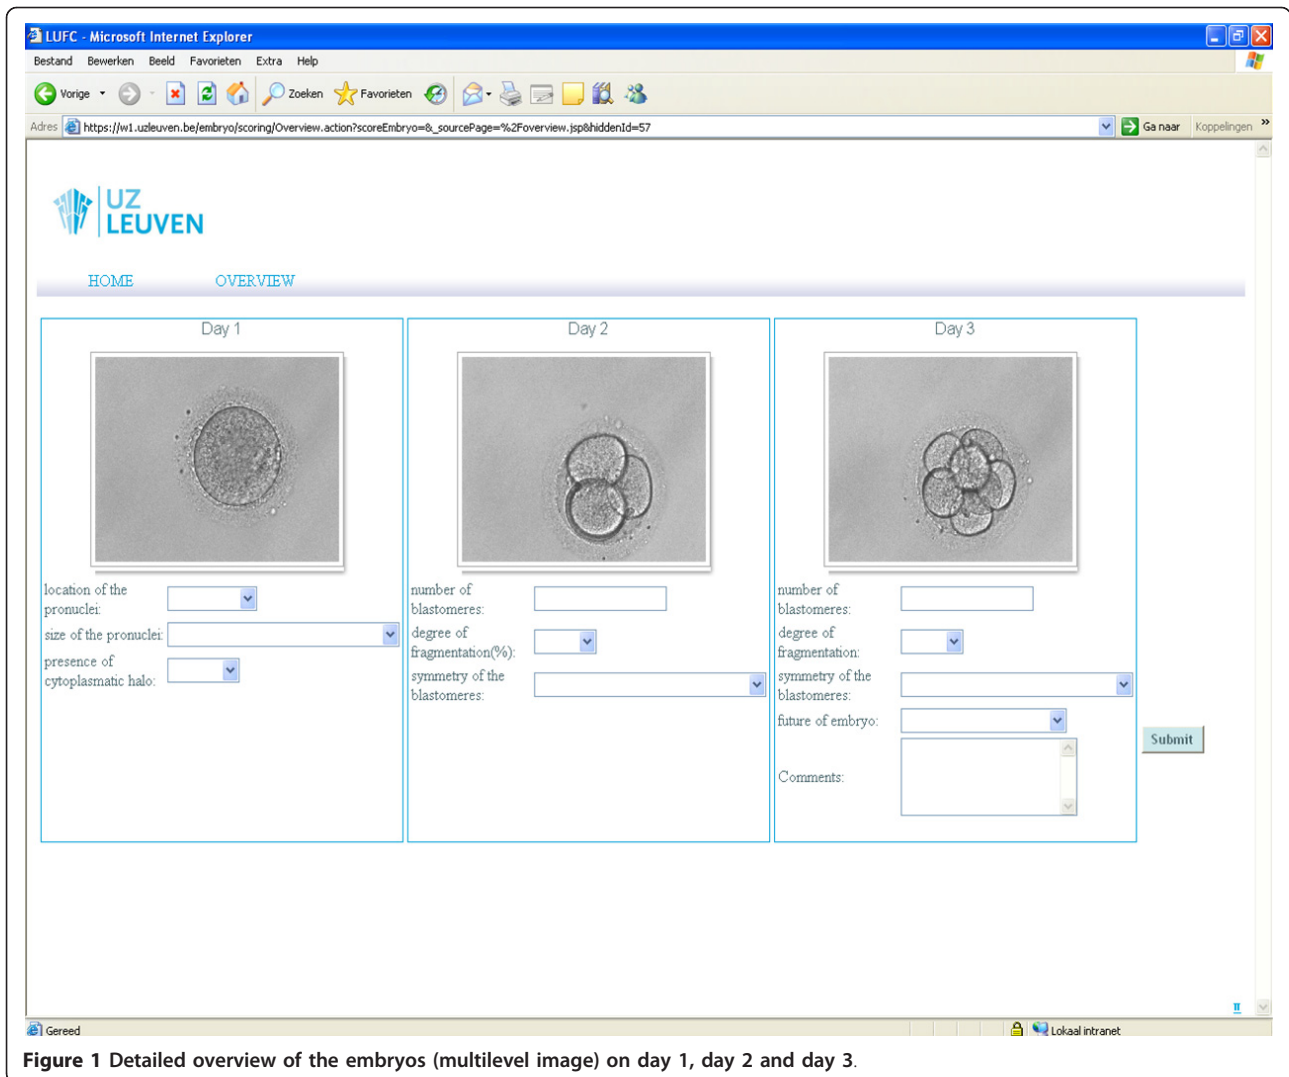 LUFC - Microsoft Internet Explorer
Bestand Bewerken Beeld Favorieten Extra Help
Vorige Zoeken Favorieten
Adres https://w1.uzleuven.be/embryo/scoring/Overview.action?scoreEmbryo=&_sourcePage=%2Foverview.jsp&hiddenId=57 Ga naar Koppelingen »
UZ
LEUVEN
HOME OVERVIEW
Day 1
location of the
pronuclei:
size of the pronuclei:
presence of
cytoplasmatic halo:
Day 2
number of
blastomeres:
degree of
fragmentation(%):
symmetry of the
blastomeres:
Day 3
number of
blastomeres:
degree of
fragmentation:
symmetry of the
blastomeres:
future of embryo:
Comments:
Submit
Gereed Lokaal intranet
Figure 1 Detailed overview of the embryos (multilevel image) on day 1, day 2 and day 3.